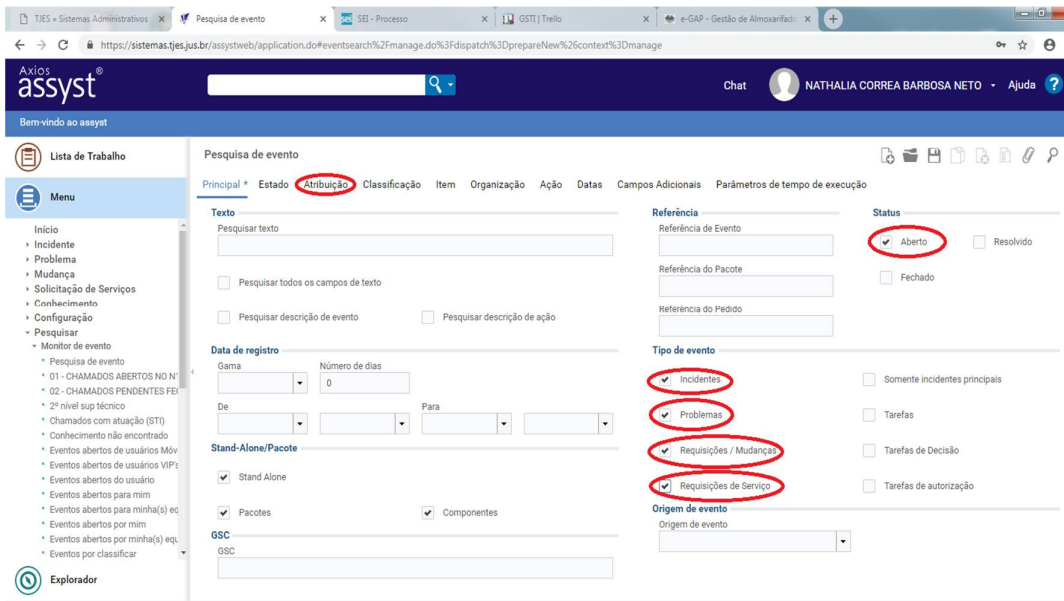 TJES » Sistemas Administrativos
Pesquisa de evento
SEI - Processo
GSTI | Trello
e-GAP - Gestão de Almoxarifado
https://sistemas.tjes.jus.br/assystweb/application.do#eventsearch%2Fmanage.do%3Fdispatch%3DprepareNew%26context%3Dmanage
Axios
assyst®
Chat
NATHALIA CORREA BARBOSA NETO
Ajuda ?
Bem-vindo ao assyst
Lista de Trabalho
Menu
Início
Incidente
Problema
Mudança
Solicitação de Serviços
Conhecimento
Configuração
Pesquisar
Monitor de evento
Pesquisa de evento
01 - CHAMADOS ABERTOS NO N
02 - CHAMADOS PENDENTES FE
2º nível sup técnico
Chamados com atuação (STI)
Conhecimento não encontrado
Eventos abertos de usuários Móv
Eventos abertos de usuários VIP's
Eventos abertos do usuário
Eventos abertos para mim
Eventos abertos para minha(s) eq
Eventos abertos por mim
Eventos abertos por minha(s) equ
Eventos por classificar
Explorador
Pesquisa de evento
Principal * Estado Atribuição Classificação Item Organização Ação Datas Campos Adicionais Parâmetros de tempo de execução
Texto
Pesquisar texto
Pesquisar todos os campos de texto
Pesquisar descrição de evento
Pesquisar descrição de ação
Data de registro
Gama
Número de dias
0
De
Para
Stand-Alone/Pacote
Stand Alone
Pacotes
Componentes
GSC
GSC
Referência
Referência de Evento
Referência do Pacote
Referência do Pedido
Status
Aberto
Resolvido
Fechado
Tipo de evento
Incidentes
Somente incidentes principais
Problemas
Tarefas
Requisições / Mudanças
Tarefas de Decisão
Requisições de Serviço
Tarefas de autorização
Origem de evento
Origem de evento